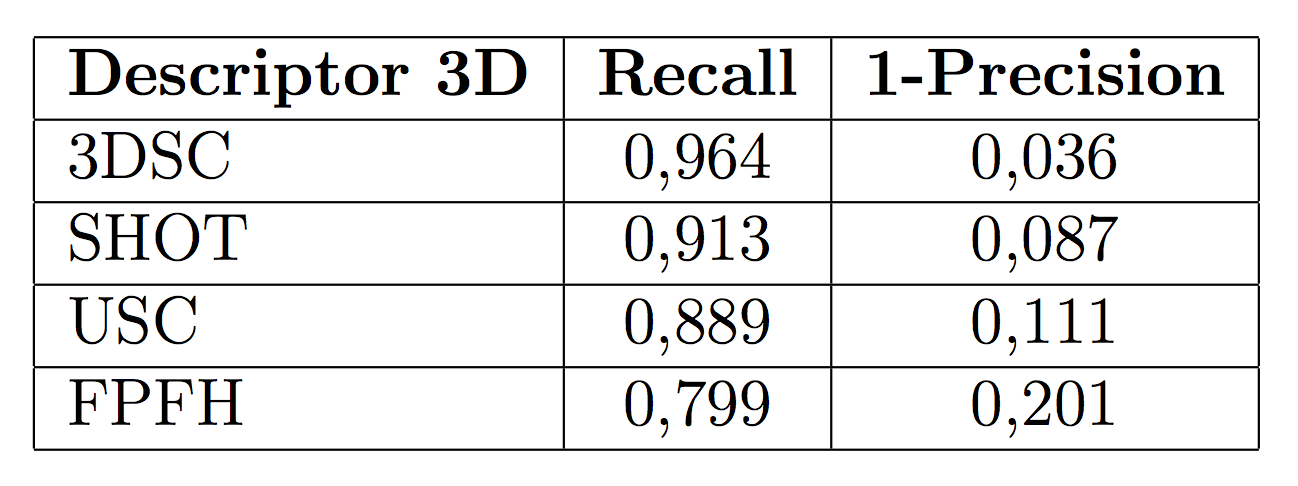 Descriptor 3D Recall 1-Precision
3DSC 0,964 0,036
SHOT 0,913 0,087
USC 0,889 0,111
FPFH 0,799 0,201